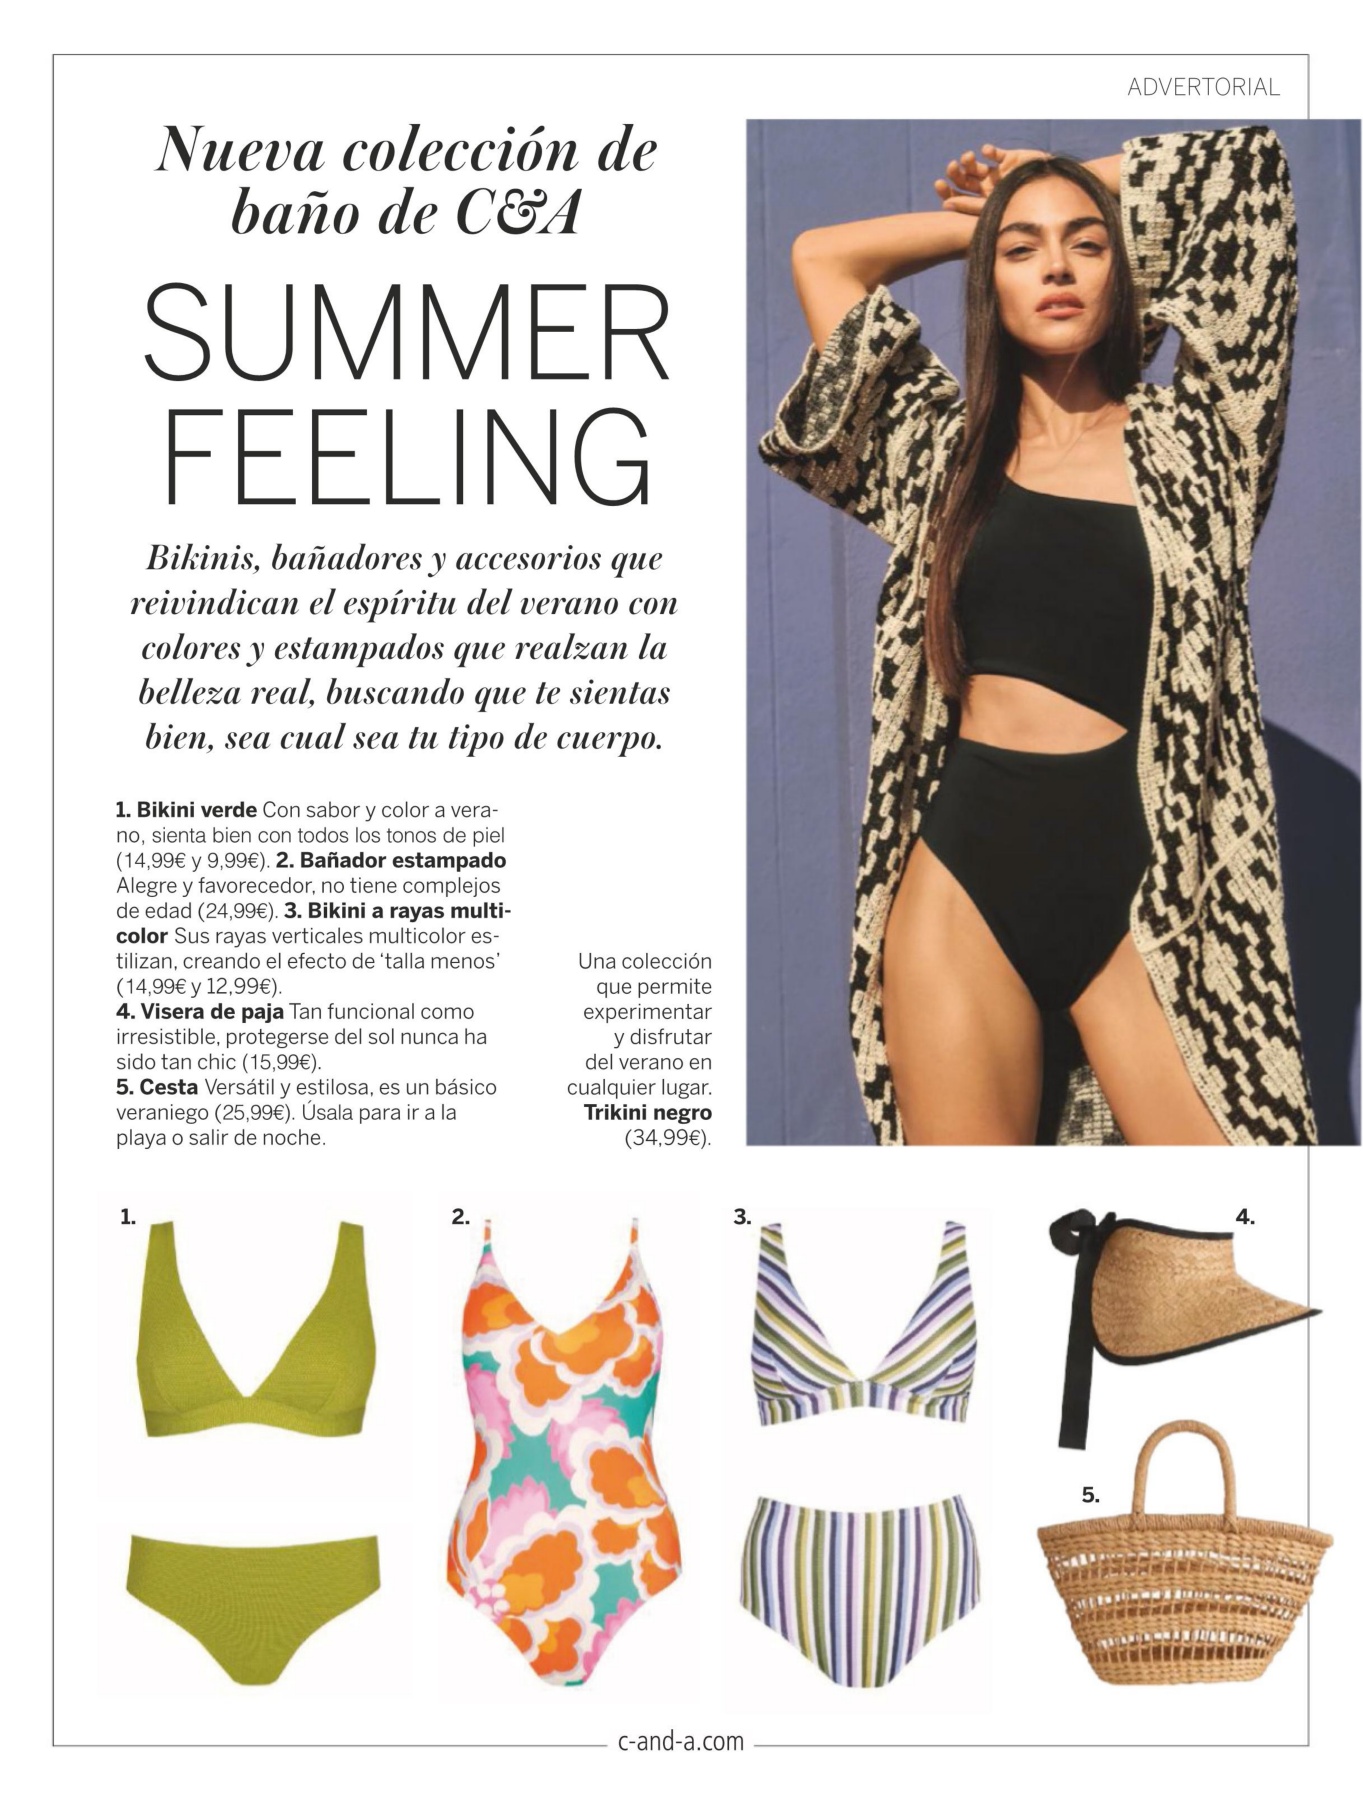 ADVERTORIAL
Nueva colección de
baño de C&A
SUMMER
FEELING
Bikinis, bañadores y accesorios que
reivindican el espíritu del verano con
colores y estampados que realzan la
belleza real, buscando que te sientas
bien, sea cual sea tu tipo de cuerpo.
1. Bikini verde Con sabor y color a vera-
no, sienta bien con todos los tonos de piel
(14,99€ y 9,99€). 2. Bañador estampado
Alegre y favorecedor, no tiene complejos
de edad (24,99€). 3. Bikini a rayas multi-
color Sus rayas verticales multicolor es-
tilizan, creando el efecto de ‘talla menos’
(14,99€ y 12,99€).
4. Visera de paja Tan funcional como
irresistible, protegerse del sol nunca ha
sido tan chic (15,99€).
5. Cesta Versátil y estilosa, es un básico
veraniego (25,99€). Úsala para ir a la
playa o salir de noche.
Una colección
que permite
experimentar
y disfrutar
del verano en
cualquier lugar.
Trikini negro
(34,99€).
1.
2.
3.
4.
5.
c-and-a.com